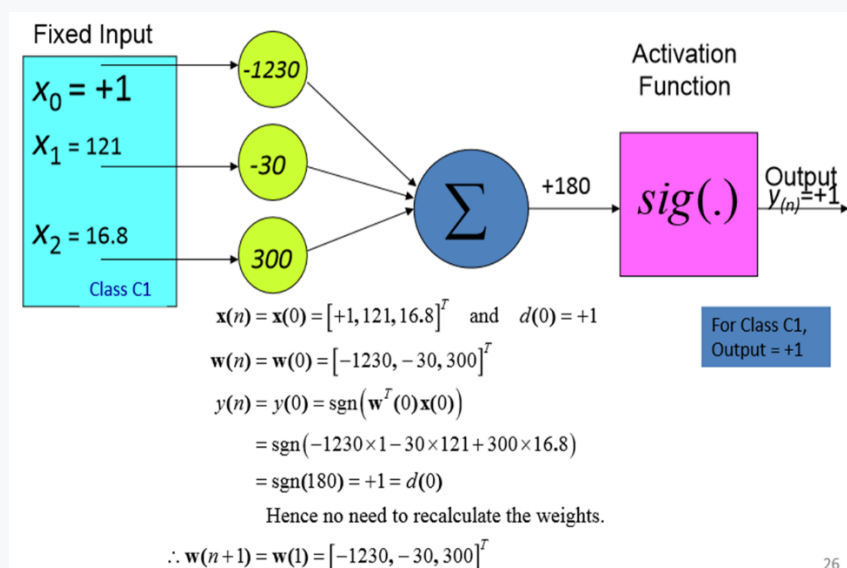 Fixed Input
X₀ = +1
X₁ = 121
X₂ = 16.8
Class C1
-1230
-30
300
Σ
+180
Activation
Function
sig(.)
Output
y₍ₙ₎=+1
x(n) = x(0) = [+1,121,16.8]ᵀ and d(0) = +1
w(n) = w(0) = [−1230, −30, 300]ᵀ
y(n) = y(0) = sgn(wᵀ(0)x(0))
= sgn(−1230×1−30×121+300×16.8)
= sgn(180) = +1 = d(0)
Hence no need to recalculate the weights.
∴ w(n+1) = w(1) = [−1230, −30, 300]ᵀ
For Class C1,
Output = +1
26